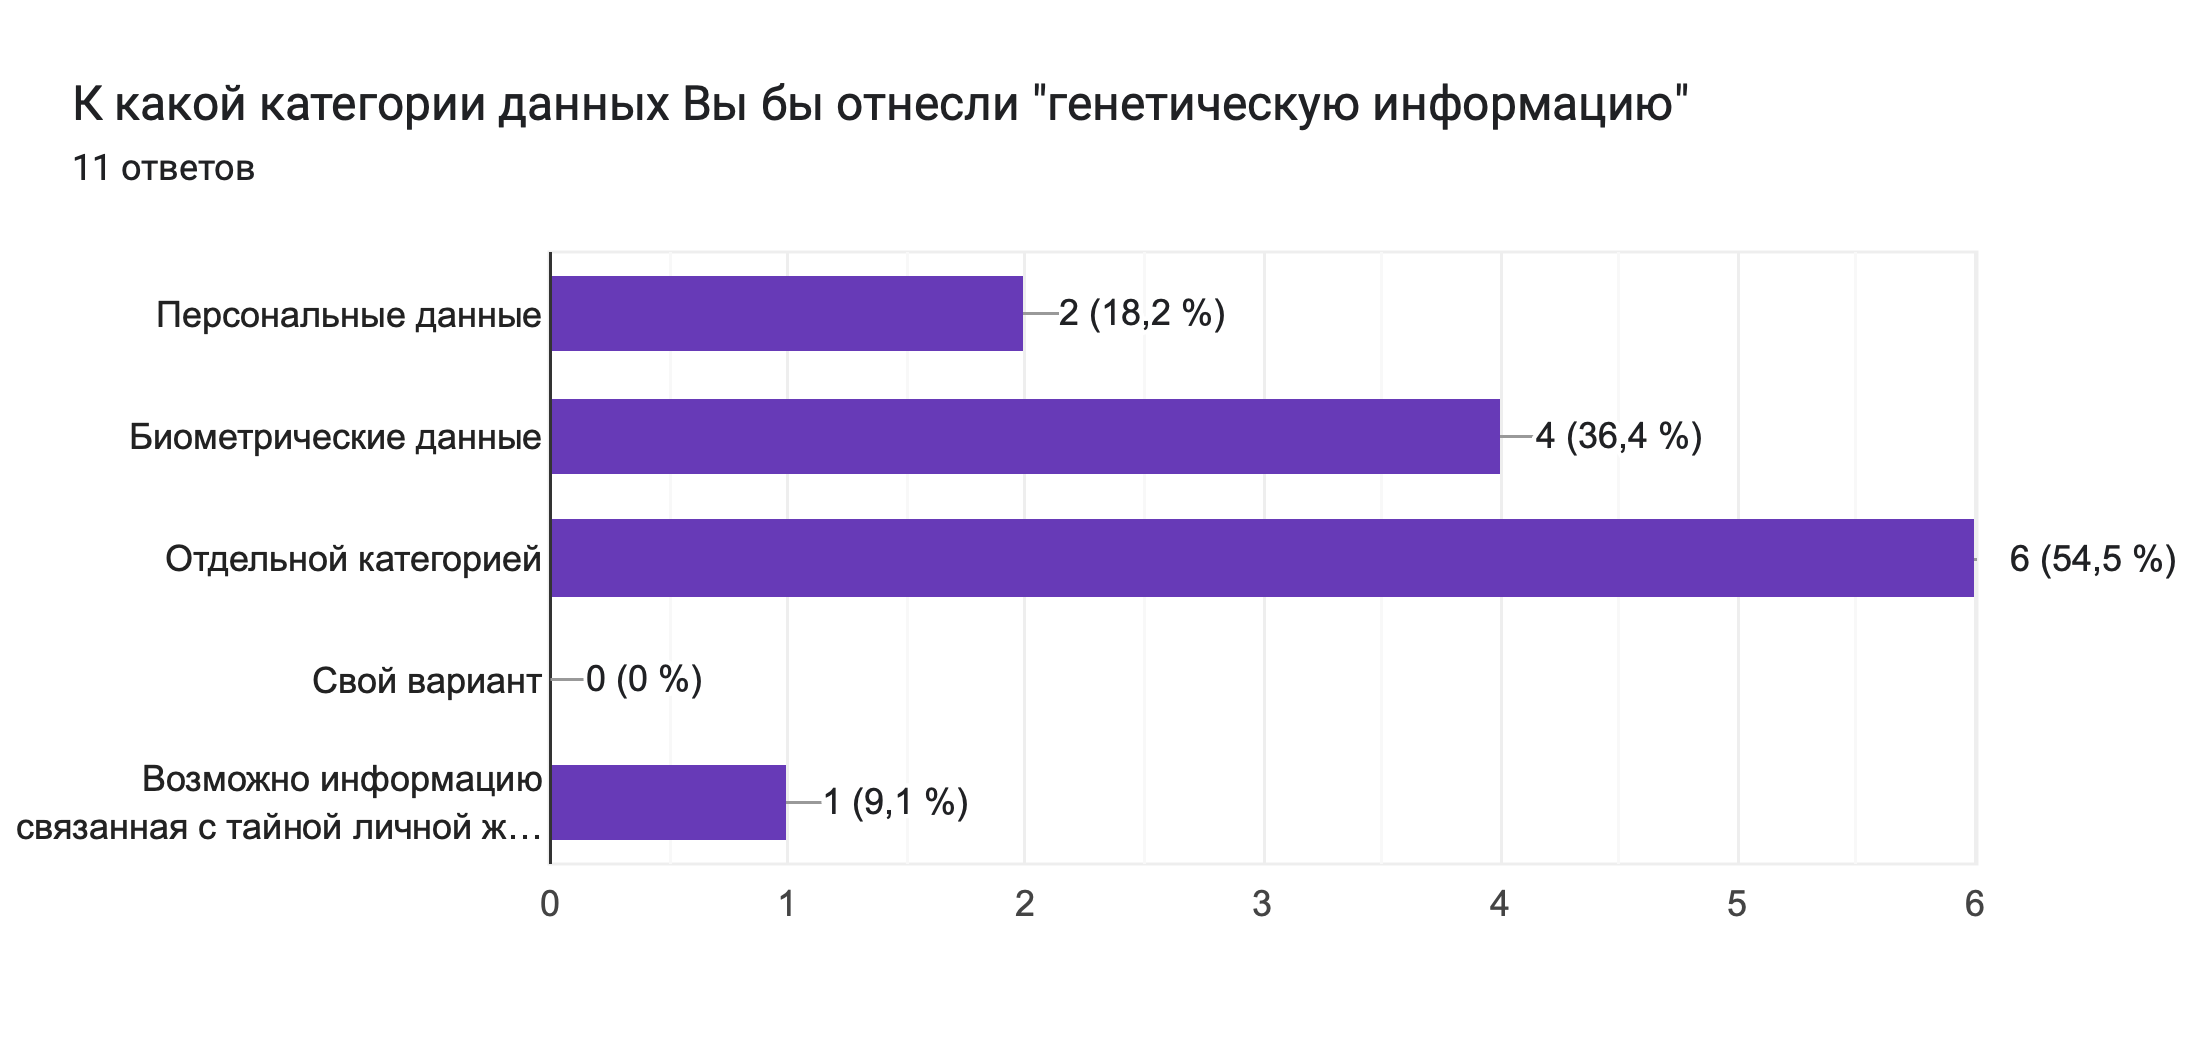 К какой категории данных Вы бы отнесли "генетическую информацию"
11 ответов
Персональные данные
2 (18,2 %)
Биометрические данные
4 (36,4 %)
Отдельной категорией
6 (54,5 %)
Свой вариант
0 (0 %)
Возможно информацию
связанная с тайной личной ж…
1 (9,1 %)
0 1 2 3 4 5 6